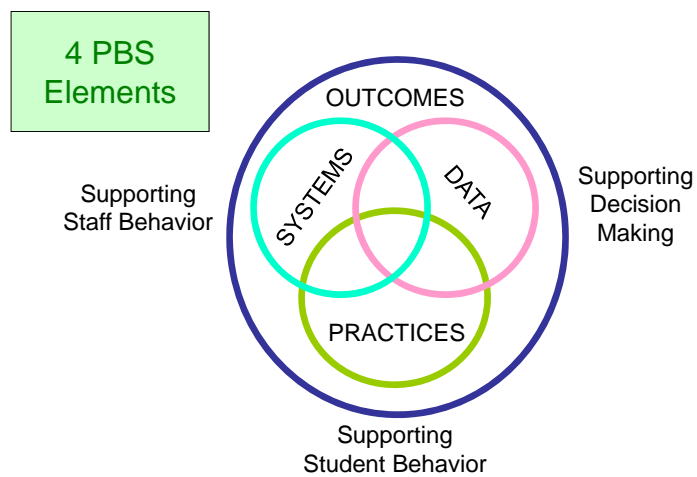 4 PBS
Elements
OUTCOMES
SYSTEMS
DATA
PRACTICES
Supporting
Staff Behavior
Supporting
Decision
Making
Supporting
Student Behavior